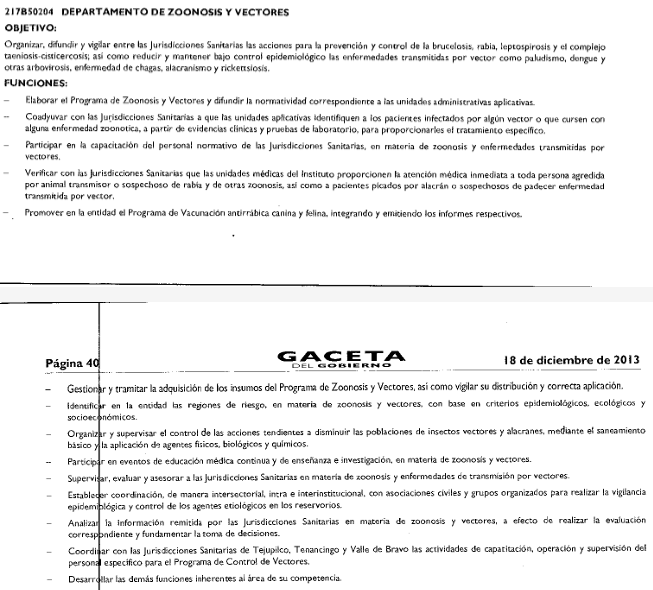 217B50204 DEPARTAMENTO DE ZOONOSIS Y VECTORES
OBJETIVO:
Organizar, difundir y vigilar entre las Jurisdicciones Sanitarias las acciones para la prevención y control de la brucelosis, rabia, leptospirosis y el complejo
taeniosis-cisticercosis; así como reducir y mantener bajo control epidemiológico las enfermedades transmitidas por vector como paludismo, dengue y
otras arbovirosis, enfermedad de chagas, alacranismo y rickettsiosis.
FUNCIONES:
– Elaborar el Programa de Zoonosis y Vectores y difundir la normatividad correspondiente a las unidades administrativas aplicativas.
– Coadyuvar con las Jurisdicciones Sanitarias a que las unidades aplicativas identifiquen a los pacientes infectados por algún vector o que cursen con
alguna enfermedad zoonotica, a partir de evidencias clínicas y pruebas de laboratorio, para proporcionarles el tratamiento específico.
– Participar en la capacitación del personal normativo de las Jurisdicciones Sanitarias, en materia de zoonosis y enfermedades transmitidas por
vectores.
– Verificar con las Jurisdicciones Sanitarias que las unidades médicas del Instituto proporcionen la atención médica inmediata a toda persona agredida
por animal transmisor o sospechoso de rabia y de otras zoonosis, así como a pacientes picados por alacrán o sospechosos de padecer enfermedad
transmitida por vector.
– Promover en la entidad el Programa de Vacunación antirrábica canina y felina, integrando y emitiendo los informes respectivos.
Página 40 GACETA 18 de diciembre de 2013
DEL GOBIERNO
– Gestionar y tramitar la adquisición de los insumos del Programa de Zoonosis y Vectores, así como vigilar su distribución y correcta aplicación.
– Identificar en la entidad las regiones de riesgo, en materia de zoonosis y vectores, con base en criterios epidemiológicos, ecológicos y
socioeconómicos.
– Organizar y supervisar el control de las acciones tendientes a disminuir las poblaciones de insectos vectores y alacranes, mediante el saneamiento
básico y la aplicación de agentes físicos, biológicos y químicos.
– Participar en eventos de educación médica continua y de enseñanza e investigación, en materia de zoonosis y vectores.
– Supervisar, evaluar y asesorar a las Jurisdicciones Sanitarias en materia de zoonosis y enfermedades de transmisión por vectores.
– Establecer coordinación, de manera intersectorial, intra e interinstitucional, con asociaciones civiles y grupos organizados para realizar la vigilancia
epidemiológica y control de los agentes etiológicos en los reservorios.
– Analizar la información remitida por las Jurisdicciones Sanitarias en materia de zoonosis y vectores, a efecto de realizar la evaluación
correspondiente y fundamentar la toma de decisiones.
– Coordinar con las Jurisdicciones Sanitarias de Tejupilco, Tenancingo y Valle de Bravo las actividades de capacitación, operación y supervisión del
personal específico para el Programa de Control de Vectores.
– Desarrollar las demás funciones inherentes al área de su competencia.